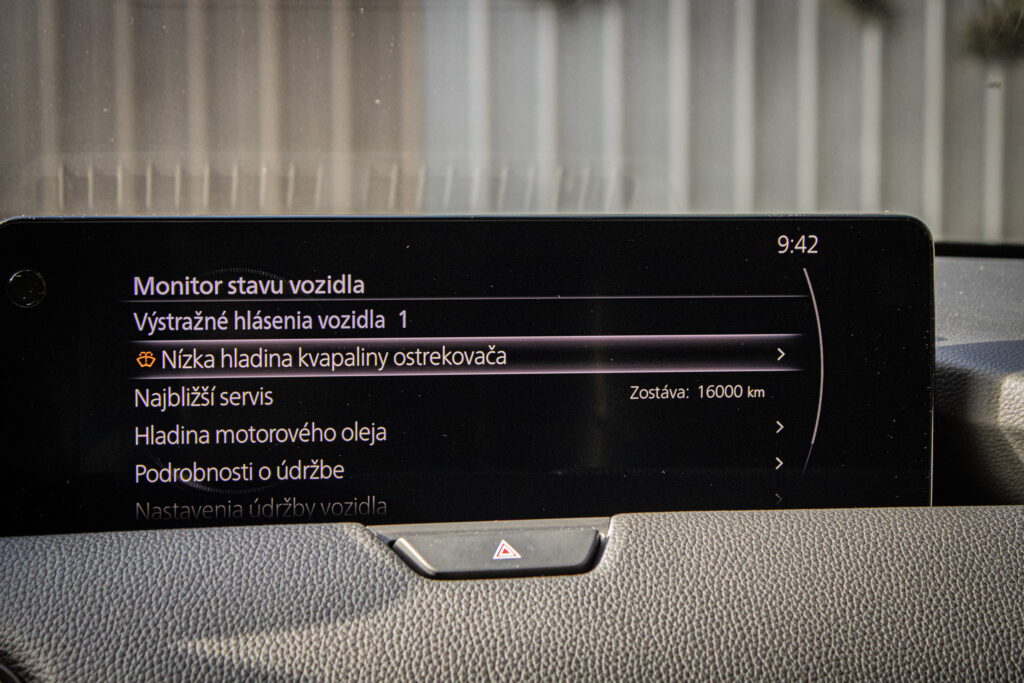 9:42
Monitor stavu vozidla
Výstražné hlásenia vozidla 1
Nízka hladina kvapaliny ostrekovača
Najbližší servis Zostáva: 16000 km
Hladina motorového oleja
Podrobnosti o údržbe
Nastavenia údržby vozidla